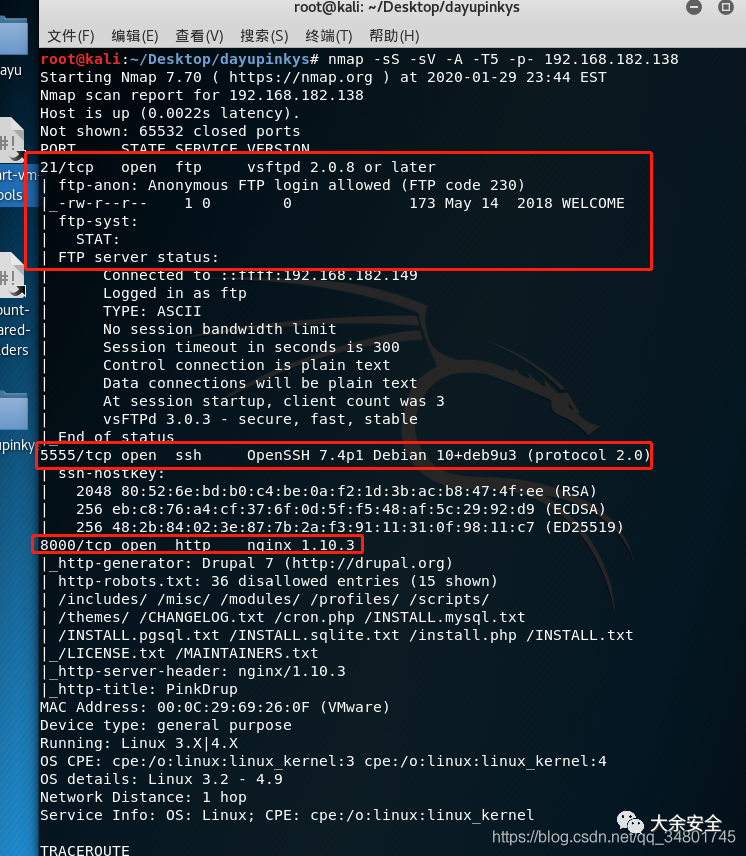 root@kali: ~/Desktop/dayupinkys
文件(F) 编辑(E) 查看(V) 搜索(S) 终端(T) 帮助(H)
root@kali:~/Desktop/dayupinkys# nmap -sS -sV -A -T5 -p- 192.168.182.138
Starting Nmap 7.70 ( https://nmap.org ) at 2020-01-29 23:44 EST
Nmap scan report for 192.168.182.138
Host is up (0.0022s latency).
Not shown: 65532 closed ports
PORT     STATE SERVICE VERSION
21/tcp   open  ftp     vsftpd 2.0.8 or later
| ftp-anon: Anonymous FTP login allowed (FTP code 230)
|_-rw-r--r--    1 0        0             173 May 14  2018 WELCOME
| ftp-syst:
|   STAT:
| FTP server status:
|      Connected to ::ffff:192.168.182.149
|      Logged in as ftp
|      TYPE: ASCII
|      No session bandwidth limit
|      Session timeout in seconds is 300
|      Control connection is plain text
|      Data connections will be plain text
|      At session startup, client count was 3
|      vsFTPd 3.0.3 - secure, fast, stable
|_End of status
5555/tcp open  ssh     OpenSSH 7.4p1 Debian 10+deb9u3 (protocol 2.0)
| ssh-hostkey:
|   2048 80:52:6e:bd:b0:c4:be:0a:f2:1d:3b:ac:b8:47:4f:ee (RSA)
|   256 eb:c8:76:a4:cf:37:6f:0d:5f:f5:48:af:5c:29:92:d9 (ECDSA)
|_  256 48:2b:84:02:3e:87:7b:2a:f3:91:11:31:0f:98:11:c7 (ED25519)
8000/tcp open  http    nginx 1.10.3
|_http-generator: Drupal 7 (http://drupal.org)
| http-robots.txt: 36 disallowed entries (15 shown)
| /includes/ /misc/ /modules/ /profiles/ /scripts/
| /themes/ /CHANGELOG.txt /cron.php /INSTALL.mysql.txt
| /INSTALL.pgsql.txt /INSTALL.sqlite.txt /install.php /INSTALL.txt
|_/LICENSE.txt /MAINTAINERS.txt
|_http-server-header: nginx/1.10.3
|_http-title: PinkDrup
MAC Address: 00:0C:29:69:26:0F (VMware)
Device type: general purpose
Running: Linux 3.X|4.X
OS CPE: cpe:/o:linux:linux_kernel:3 cpe:/o:linux:linux_kernel:4
OS details: Linux 3.2 - 4.9
Network Distance: 1 hop
Service Info: OS: Linux; CPE: cpe:/o:linux:linux_kernel
TRACEROUTE
ayu
art-vm-
ools
ount-
ared-
ders
upinky
大余安全
https://blog.csdn.net/qq_34801745